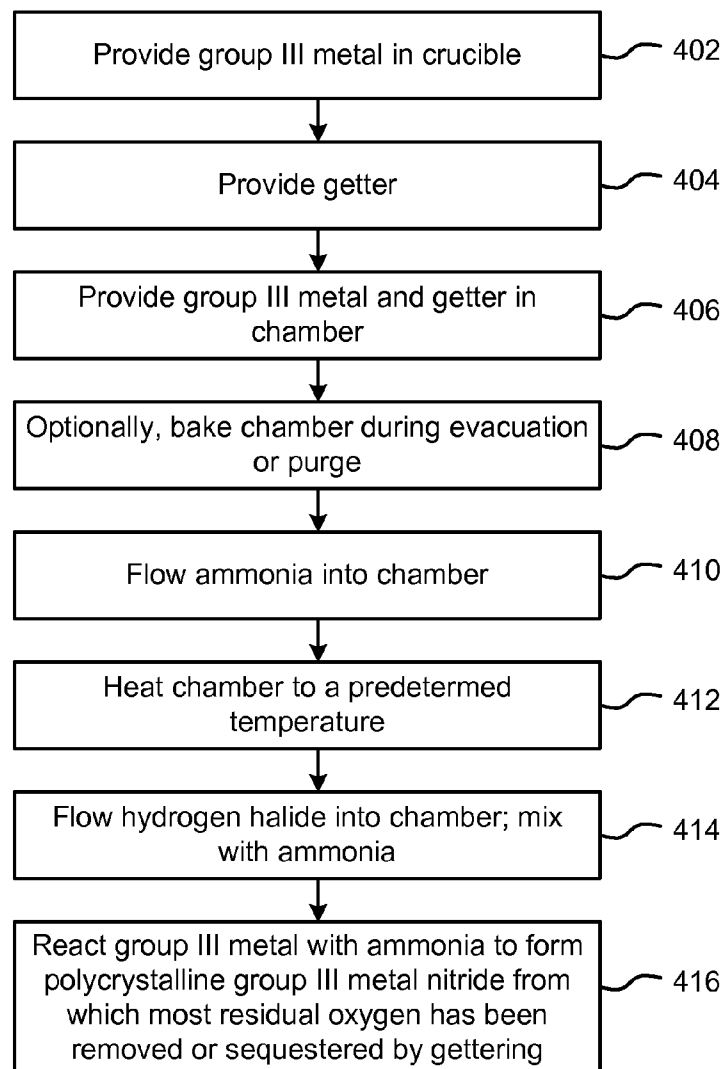 Provide group III metal in crucible
402
Provide getter
404
Provide group III metal and getter in
chamber
406
Optionally, bake chamber during evacuation
or purge
408
Flow ammonia into chamber
410
Heat chamber to a predetermed
temperature
412
Flow hydrogen halide into chamber; mix
with ammonia
414
React group III metal with ammonia to form
polycrystalline group III metal nitride from
which most residual oxygen has been
removed or sequestered by gettering
416